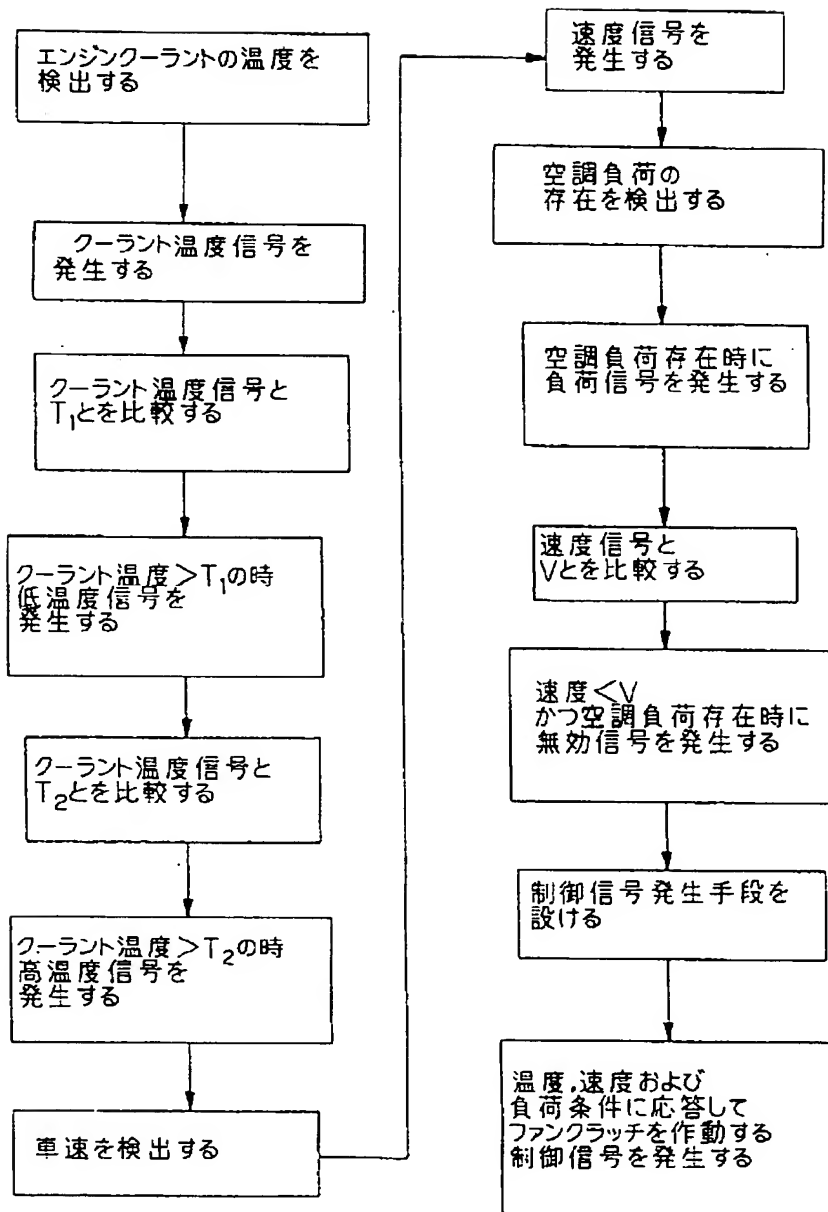 エンジンクーラントの温度を
検出する
クーラント温度信号を
発生する
クーラント温度信号と
T₁とを比較する
クーラント温度>T₁の時
低温度信号を
発生する
クーラント温度信号と
T₂とを比較する
クーラント温度>T₂の時
高温度信号を
発生する
車速を検出する
速度信号を
発生する
空調負荷の
存在を検出する
空調負荷存在時に
負荷信号を発生する
速度信号と
Vとを比較する
速度<V
かつ空調負荷存在時に
無効信号を発生する
制御信号発生手段を
設ける
温度,速度および
負荷条件に応答して
ファンクラッチを作動する
制御信号を発生する